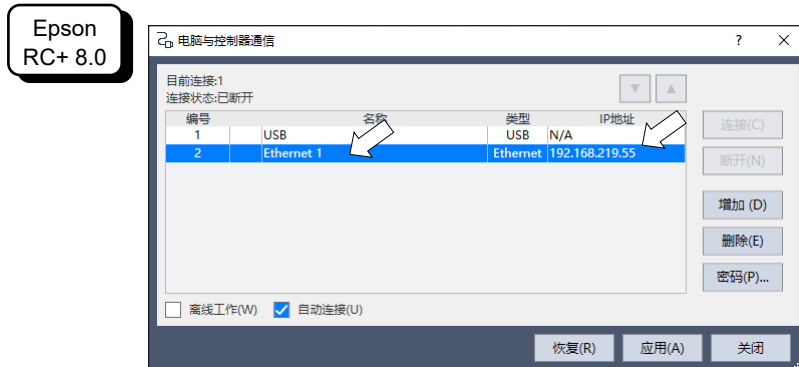 Epson
RC+ 8.0
电脑与控制器通信
?
×
目前连接:1
连接状态:已断开
▼
▲
编号 名称 类型 IP地址
1 USB USB N/A
2 Ethernet 1 Ethernet 192.168.219.55
连接(C)
断开(N)
增加 (D)
删除(E)
密码(P)...
离线工作(W) 自动连接(U)
恢复(R) 应用(A) 关闭